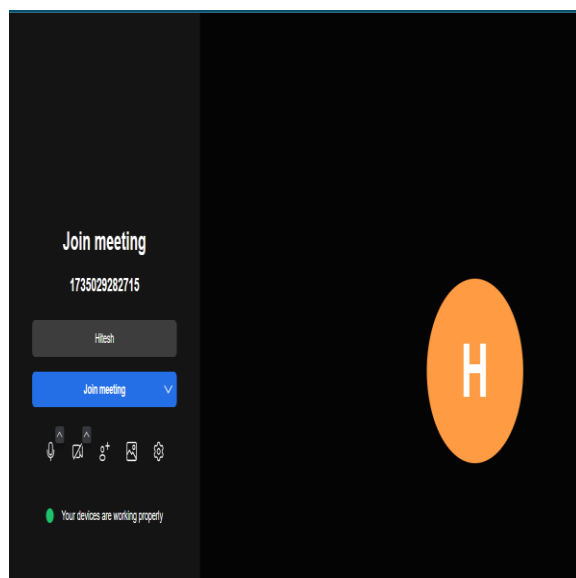 Join meeting
1735029282715
Hitesh
Join meeting
Your devices are working properly
H